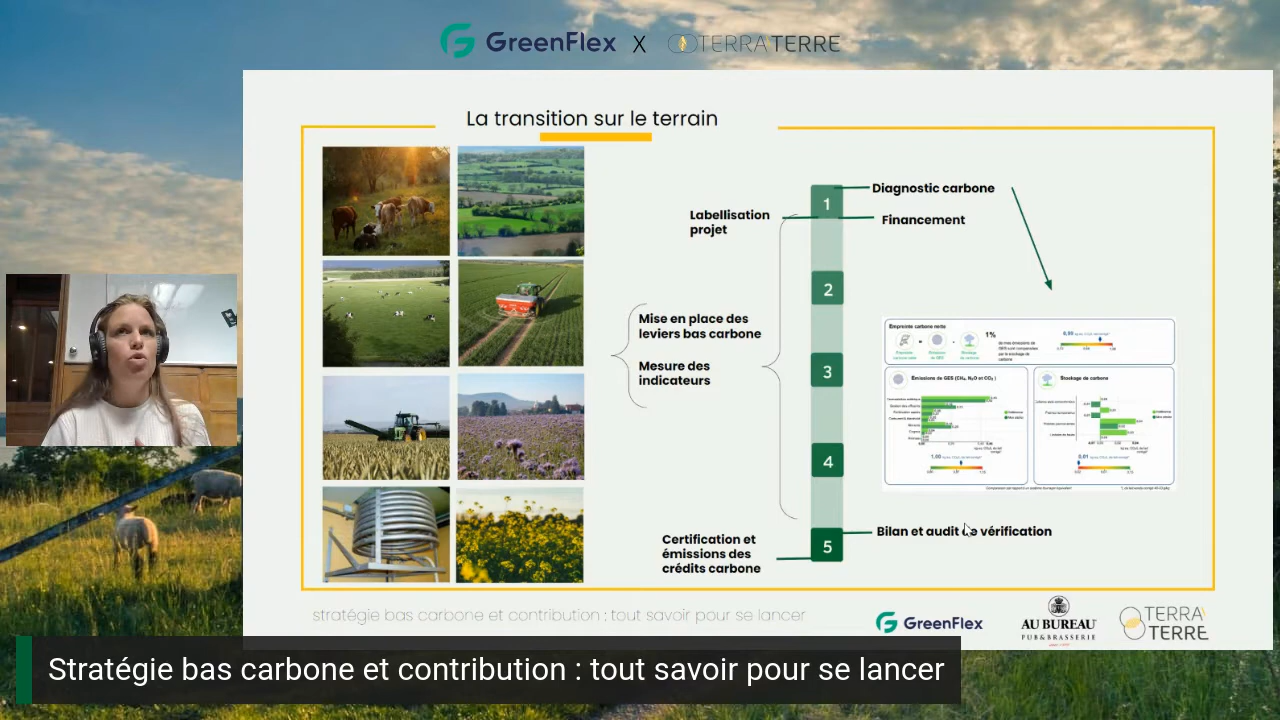 GreenFlex X TERRA TERRE
La transition sur le terrain
1
Diagnostic carbone
Labellisation
projet
Financement
2
Mise en place des
leviers bas carbone
Mesure des
indicateurs
3
4
Empreinte carbone nette
1%
Émissions de GES (CH₄, N₂O et CO₂)
Stockage de carbone
Certification et
émissions des
crédits carbone
5
Bilan et audit de vérification
stratégie bas carbone et contribution : tout savoir pour se lancer
GreenFlex
AU BUREAU
PUB & BRASSERIE
TERRA
TERRE
Stratégie bas carbone et contribution : tout savoir pour se lancer